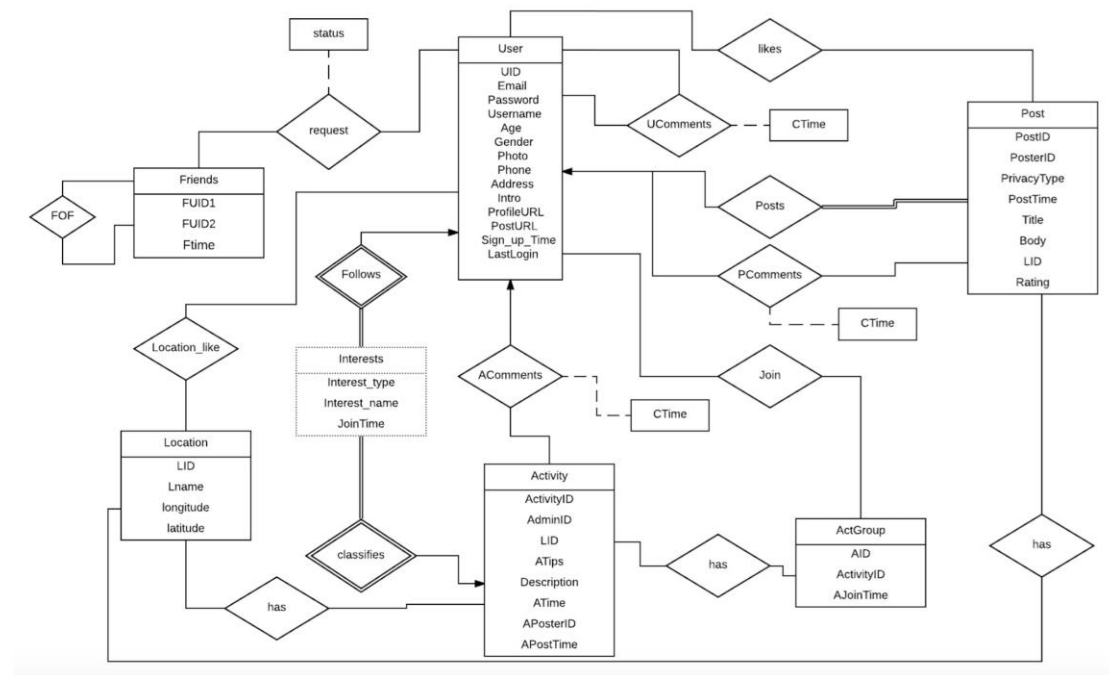 status
User
likes
UID
Email
Password
Username
Age
Gender
Photo
Phone
Address
Intro
ProfileURL
PostURL
Sign_up_Time
LastLogin
request
UComments
CTime
Post
PostID
PosterID
PrivacyType
PostTime
Title
Body
LID
Rating
Friends
FUID1
FUID2
Ftime
FOF
Posts
Follows
PComments
CTime
Location_like
Interests
Interest_type
Interest_name
JoinTime
AComments
CTime
Join
Location
LID
Lname
longitude
latitude
Activity
ActivityID
AdminID
LID
ATips
Description
ATime
APosterID
APostTime
classifies
has
has
ActGroup
AID
ActivityID
AJoinTime
has